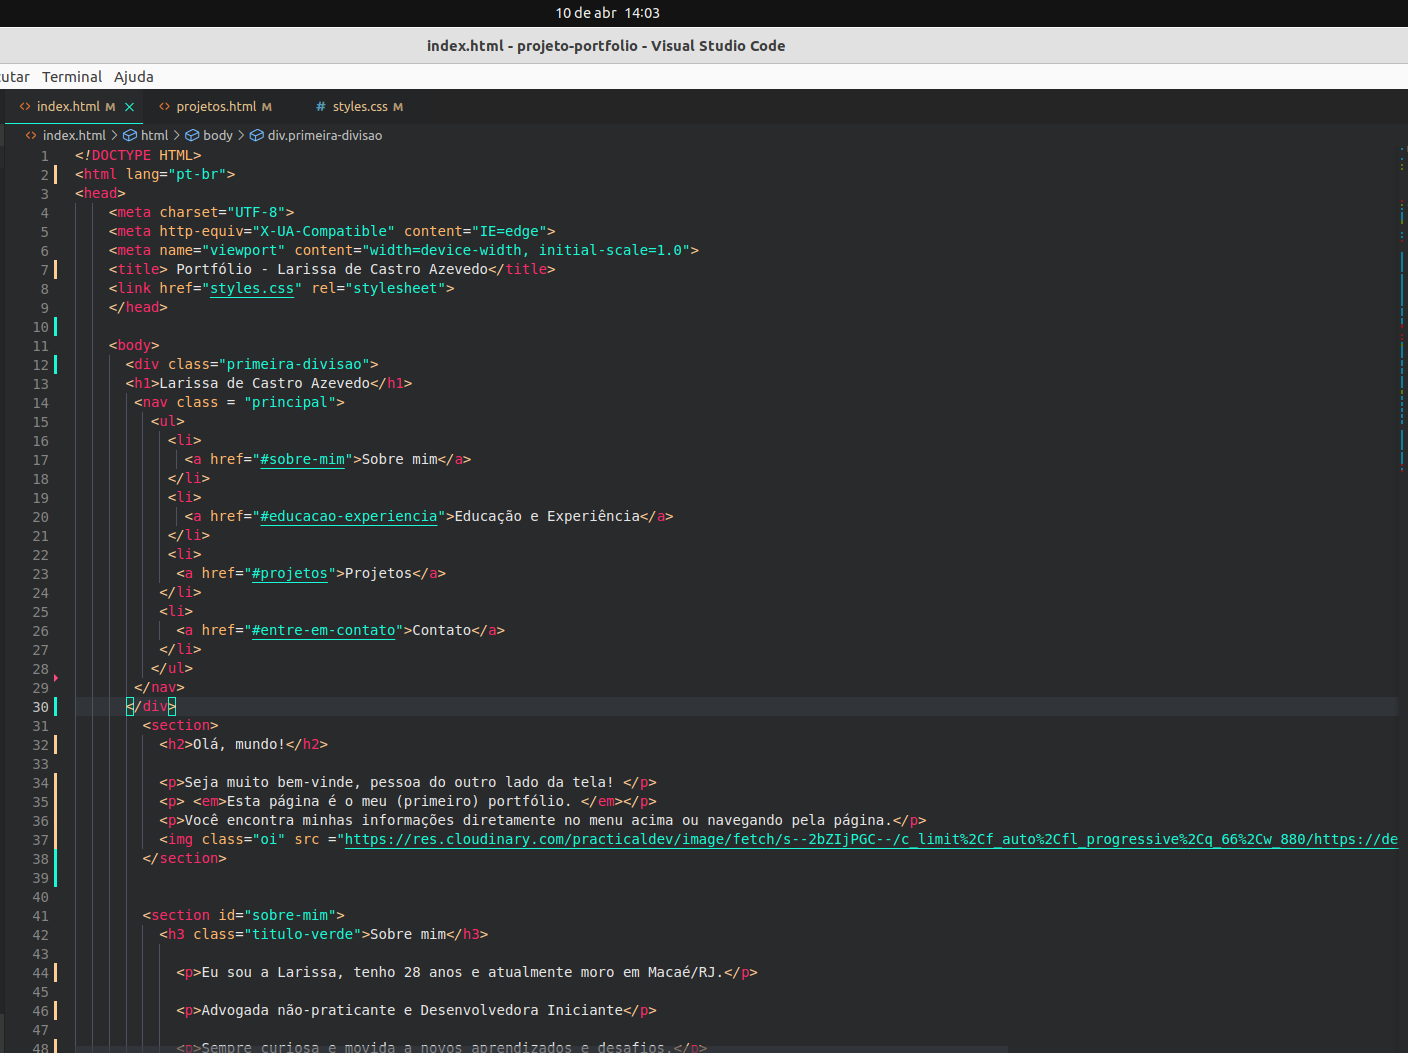 10 de abr 14:03
index.html - projeto-portfolio - Visual Studio Code
utar Terminal Ajuda
<> index.html M × <> projetos.html M # styles.css M
<> index.html > html > body > div.primeira-divisao
1 <!DOCTYPE HTML>
2 <html lang="pt-br">
3 <head>
4 <meta charset="UTF-8">
5 <meta http-equiv="X-UA-Compatible" content="IE=edge">
6 <meta name="viewport" content="width=device-width, initial-scale=1.0">
7 <title> Portfólio - Larissa de Castro Azevedo</title>
8 <link href="styles.css" rel="stylesheet">
9 </head>
10
11 <body>
12 <div class="primeira-divisao">
13 <h1>Larissa de Castro Azevedo</h1>
14 <nav class = "principal">
15 <ul>
16 <li>
17 <a href="#sobre-mim">Sobre mim</a>
18 </li>
19 <li>
20 <a href="#educacao-experiencia">Educação e Experiência</a>
21 </li>
22 <li>
23 <a href="#projetos">Projetos</a>
24 </li>
25 <li>
26 <a href="#entre-em-contato">Contato</a>
27 </li>
28 </ul>
29 </nav>
30 </div>
31 <section>
32 <h2>Olá, mundo!</h2>
33
34 <p>Seja muito bem-vinde, pessoa do outro lado da tela! </p>
35 <p> <em>Esta página é o meu (primeiro) portfólio. </em></p>
36 <p>Você encontra minhas informações diretamente no menu acima ou navegando pela página.</p>
37 <img class="oi" src ="https://res.cloudinary.com/practicaldev/image/fetch/s--2bZIjPGC--/c_limit%2Cf_auto%2Cfl_progressive%2Cq_66%2Cw_880/https://de
38 </section>
39
40
41 <section id="sobre-mim">
42 <h3 class="titulo-verde">Sobre mim</h3>
43
44 <p>Eu sou a Larissa, tenho 28 anos e atualmente moro em Macaé/RJ.</p>
45
46 <p>Advogada não-praticante e Desenvolvedora Iniciante</p>
47
48 <p>Sempre curiosa e movida a novos aprendizados e desafios.</p>